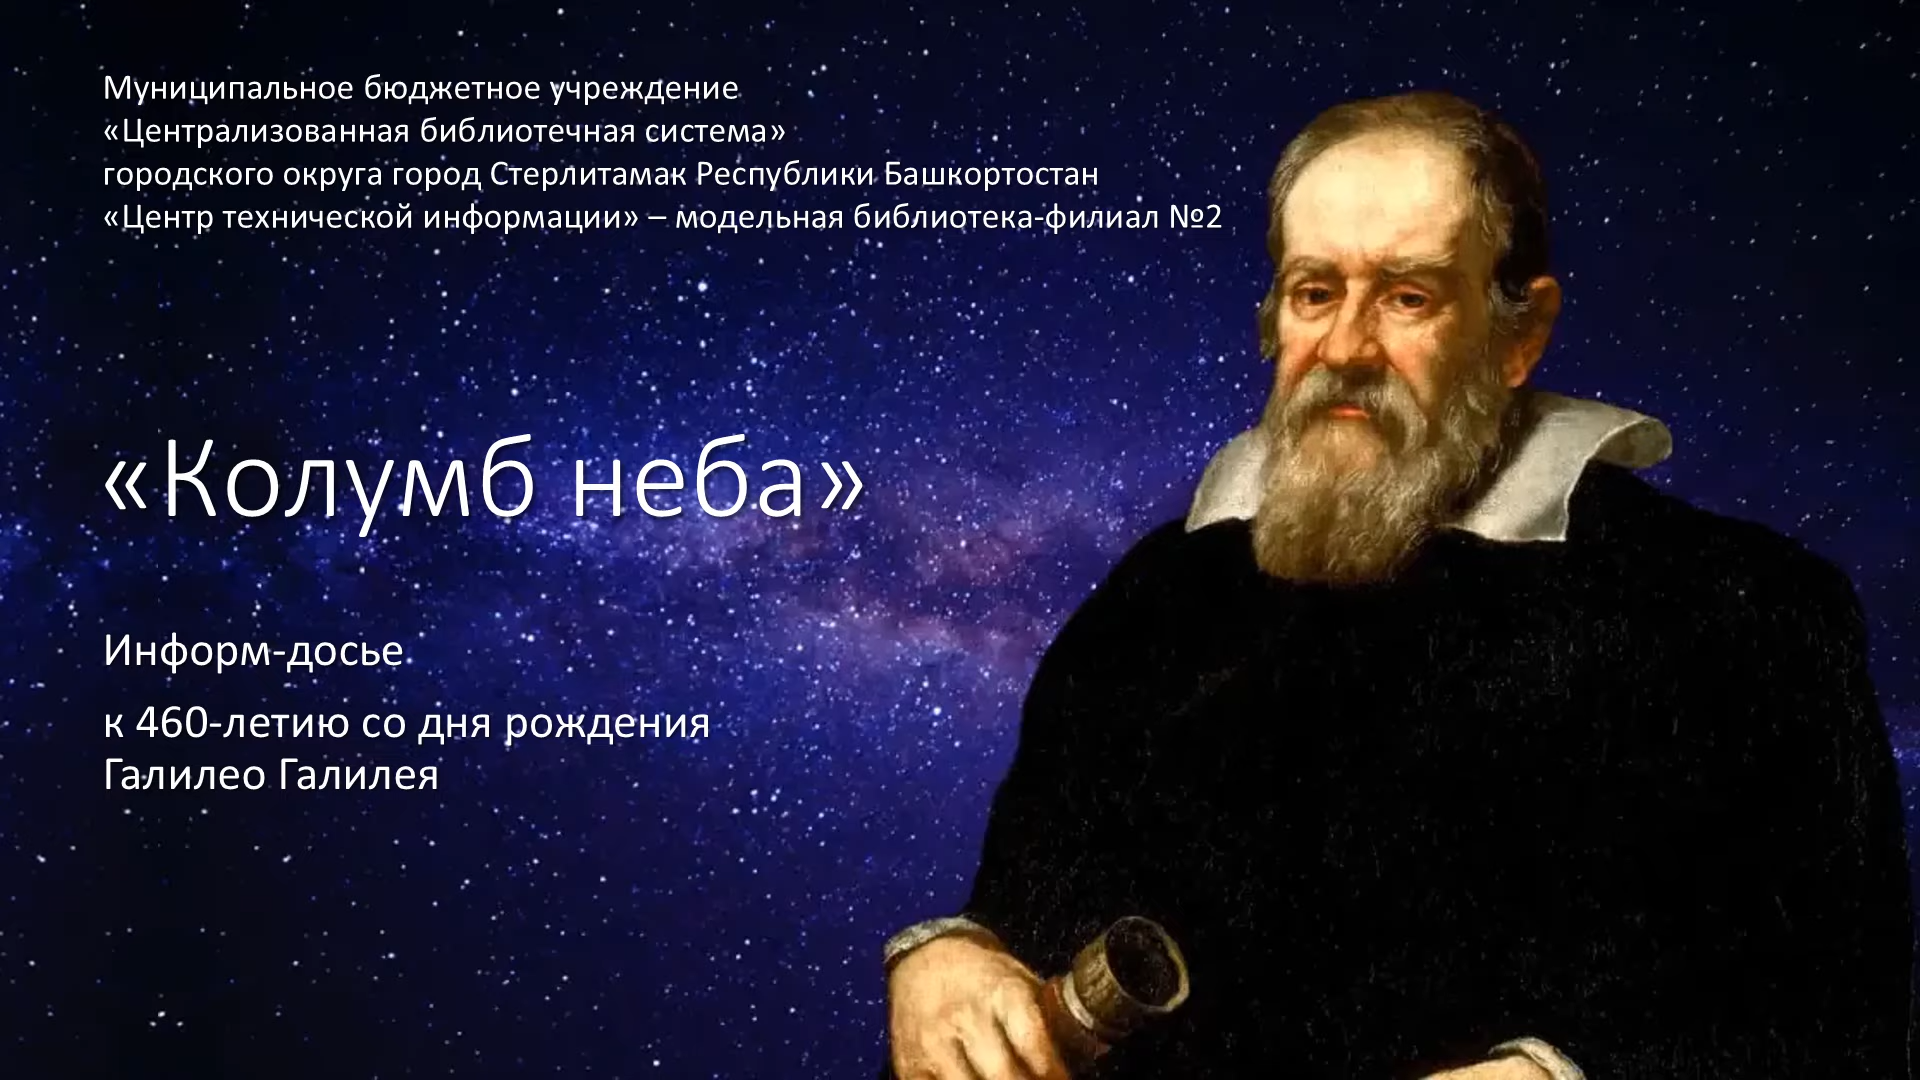 Муниципальное бюджетное учреждение
«Централизованная библиотечная система»
городского округа город Стерлитамак Республики Башкортостан
«Центр технической информации» – модельная библиотека-филиал №2
«Колумб неба»
Информ-досье
к 460-летию со дня рождения
Галилео Галилея